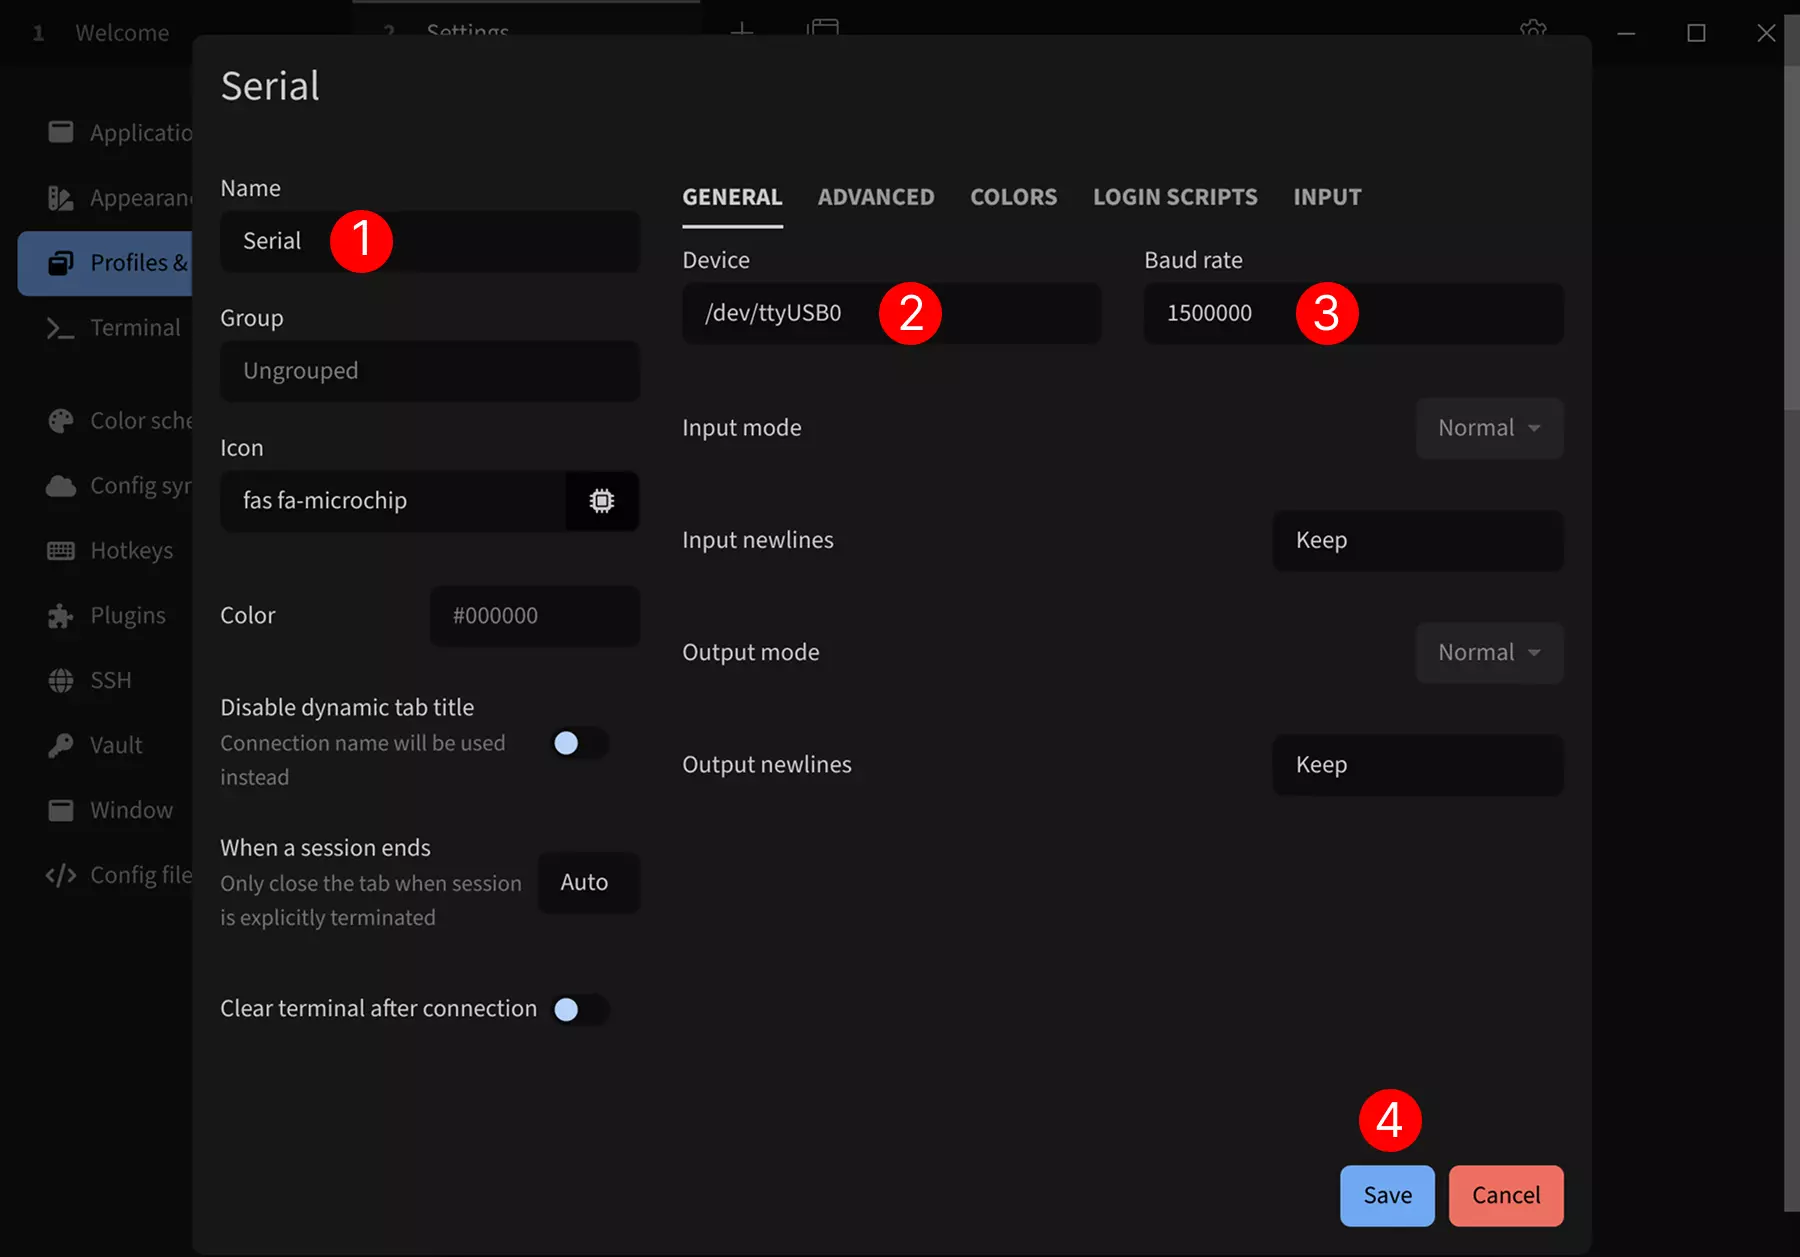 1 Welcome
2 Settings
Serial
Applicatio
Appearan
Profiles &
Terminal
Color sche
Config syn
Hotkeys
Plugins
SSH
Vault
Window
Config file
Name
Serial
1
Group
Ungrouped
Icon
fas fa-microchip
Color
#000000
Disable dynamic tab title
Connection name will be used
instead
When a session ends
Only close the tab when session
is explicitly terminated
Auto
Clear terminal after connection
GENERAL ADVANCED COLORS LOGIN SCRIPTS INPUT
Device
/dev/ttyUSB0
2
Baud rate
1500000
3
Input mode
Normal
Input newlines
Keep
Output mode
Normal
Output newlines
Keep
4
Save
Cancel